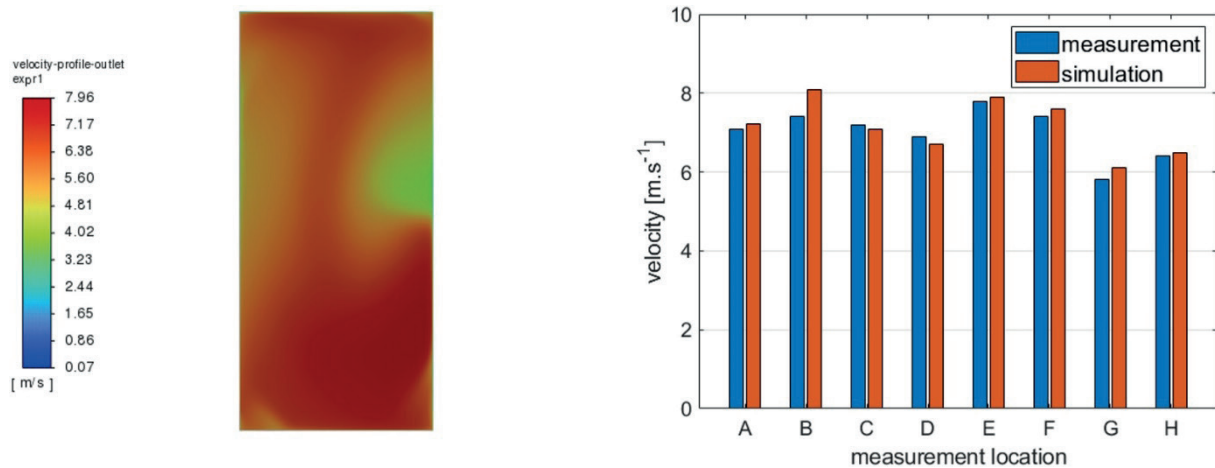 velocity-profile-outlet
expr1
7.96
7.17
6.38
5.60
4.81
4.02
3.23
2.44
1.65
0.86
0.07
[ m/s ]
10
8
6
4
2
0
velocity [m.s⁻¹]
measurement
simulation
A B C D E F G H
measurement location